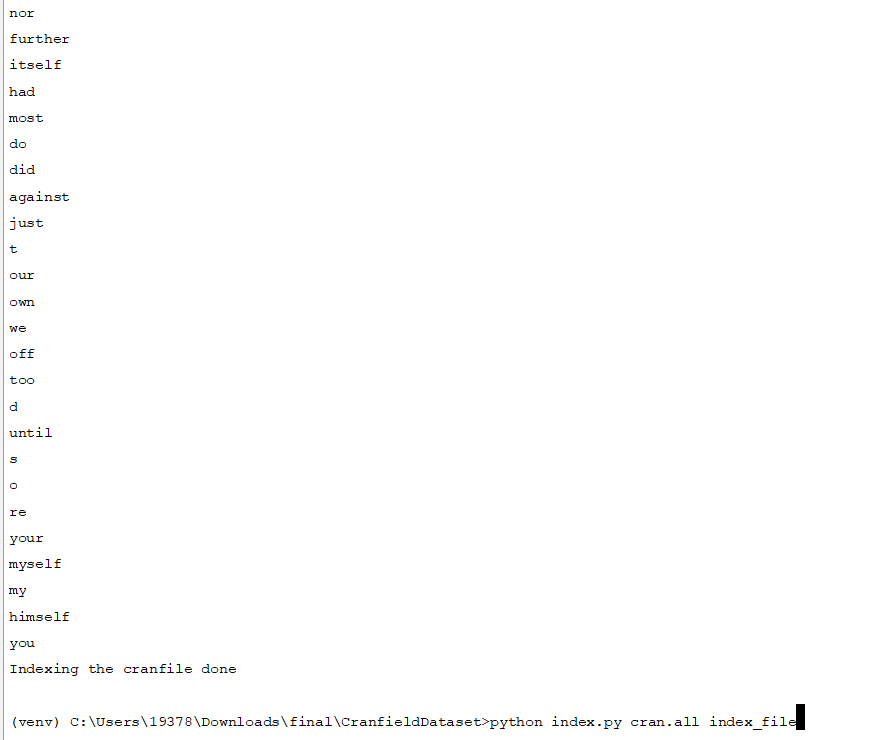 nor
further
itself
had
most
do
did
against
just
t
our
own
we
off
too
d
until
s
o
re
your
myself
my
himself
you
Indexing the cranfile done
(venv) C:\Users\19378\Downloads\final\CranfieldDataset>python index.py cran.all index_file